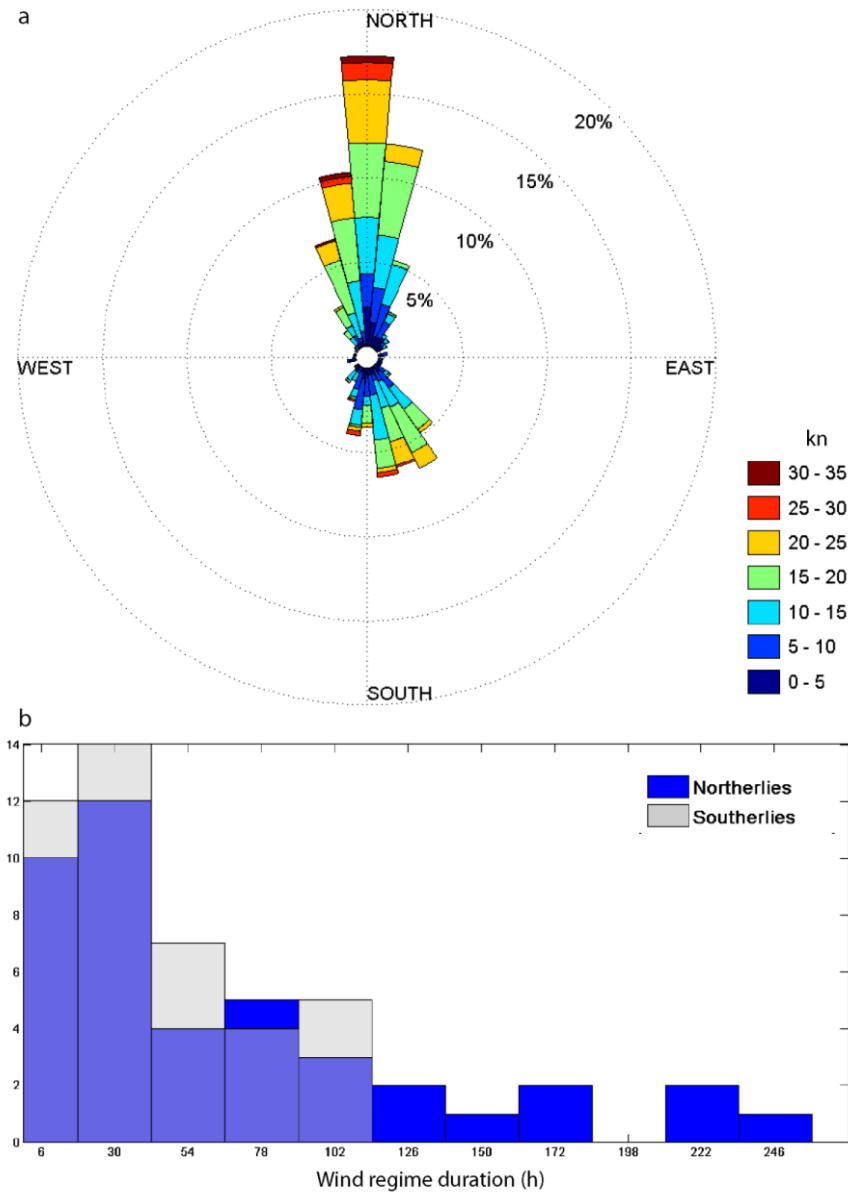 a
NORTH
20%
15%
10%
5%
WEST
EAST
kn
30 - 35
25 - 30
20 - 25
15 - 20
10 - 15
5 - 10
0 - 5
SOUTH
b
14
12
10
8
6
4
2
0
Northerlies
Southerlies
6 30 54 78 102 126 150 172 198 222 246
Wind regime duration (h)